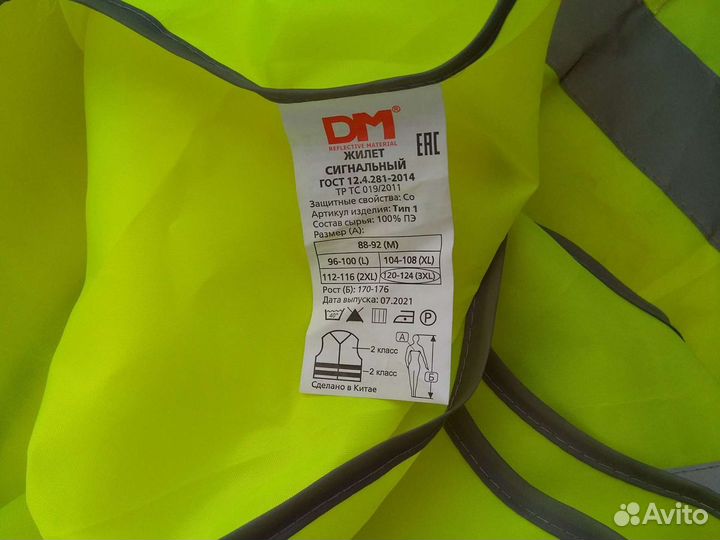 DM®
REFLECTIVE MATERIAL
EAC
ЖИЛЕТ
СИГНАЛЬНЫЙ
ГОСТ 12.4.281-2014
ТР ТС 019/2011
Защитные свойства: Со
Артикул изделия: Тип 1
Состав сырья: 100% ПЭ
Размер (А):
88-92 (M)
96-100 (L) 104-108 (XL)
112-116 (2XL) 120-124 (3XL)
Рост (Б): 170-176
Дата выпуска: 07.2021
40° P
2 класс
2 класс
А
Б
Сделано в Китае
Avito